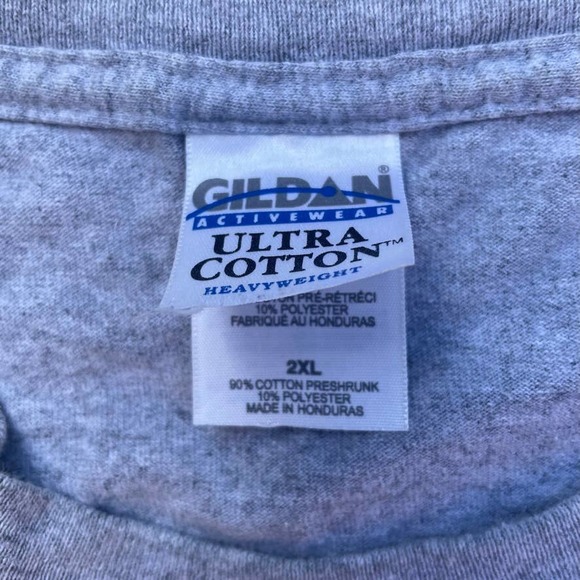 GILDAN®
ACTIVEWEAR
ULTRA
COTTON™
HEAVYWEIGHT
PRÉ-RÉTRÉCI
10% POLYESTER
FABRIQUÉ AU HONDURAS
2XL
90% COTTON PRESHRUNK
10% POLYESTER
MADE IN HONDURAS